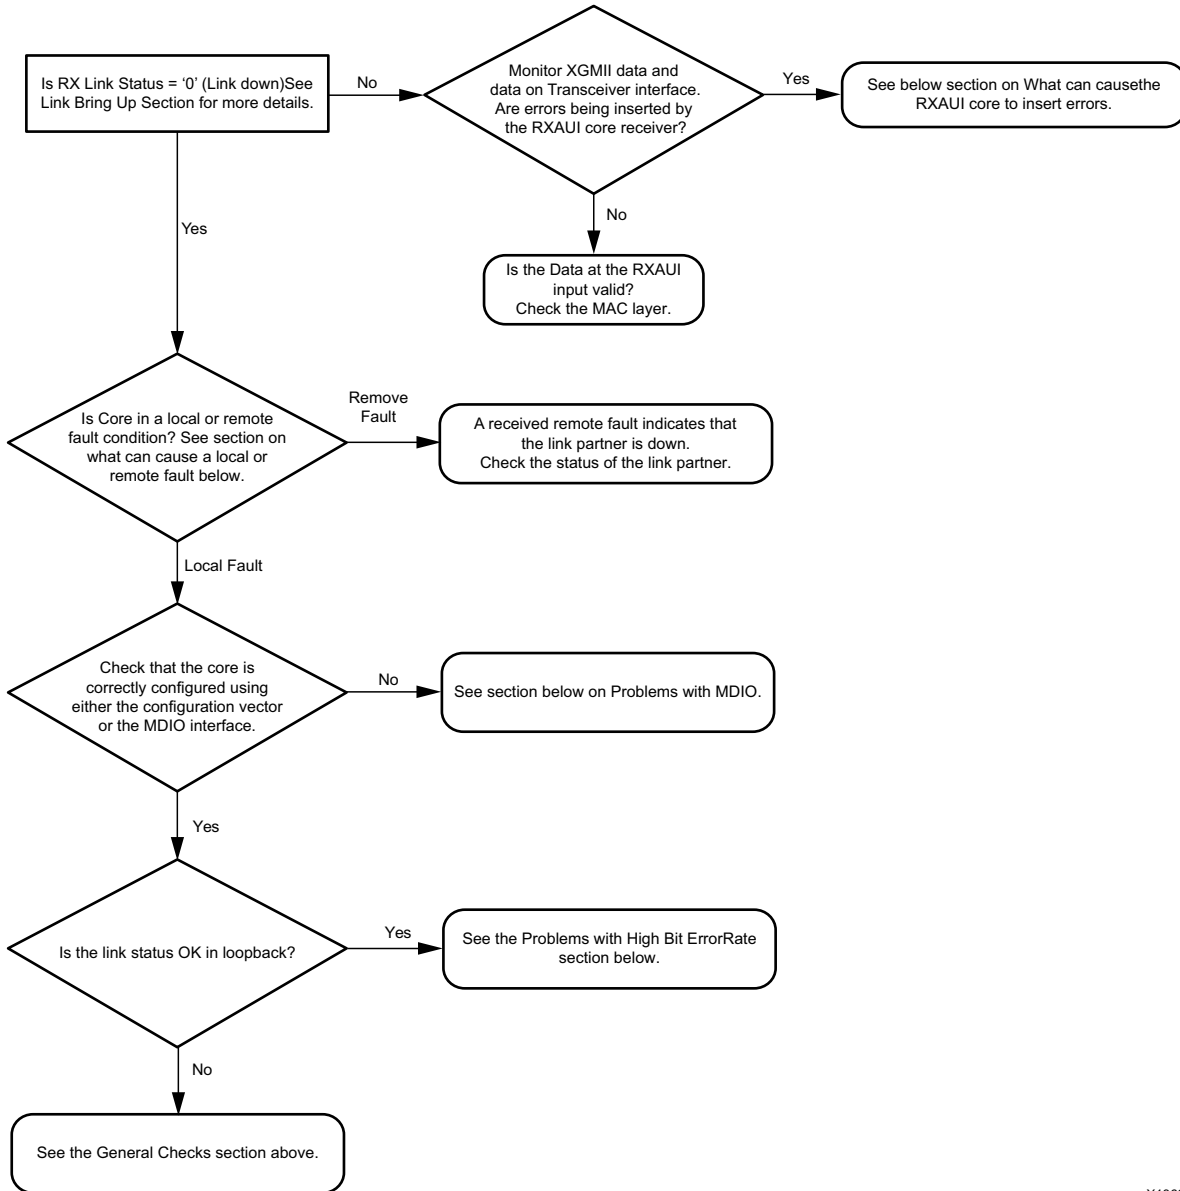 Is RX Link Status = ‘0’ (Link down)See
Link Bring Up Section for more details.
No
Monitor XGMII data and
data on Transceiver interface.
Are errors being inserted by
the RXAUI core receiver?
Yes
See below section on What can causethe
RXAUI core to insert errors.
No
Is the Data at the RXAUI
input valid?
Check the MAC layer.
Yes
Is Core in a local or remote
fault condition? See section on
what can cause a local or
remote fault below.
Remove
Fault
A received remote fault indicates that
the link partner is down.
Check the status of the link partner.
Local Fault
Check that the core is
correctly configured using
either the configuration vector
or the MDIO interface.
No
See section below on Problems with MDIO.
Yes
Is the link status OK in loopback?
Yes
See the Problems with High Bit ErrorRate
section below.
No
See the General Checks section above.